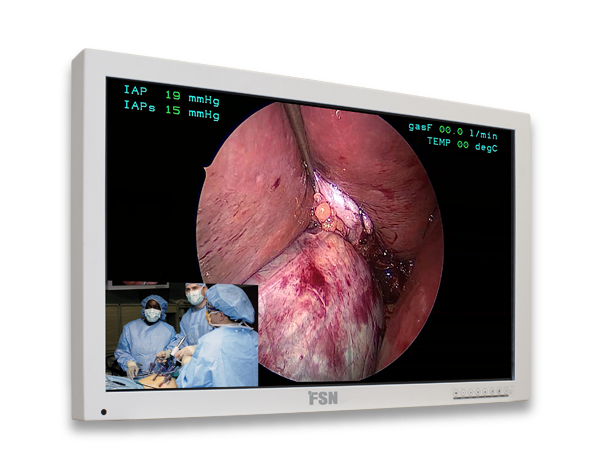 IAP 19 mmHg
IAPs 15 mmHg
gasF 00.0 l/min
TEMP 00 degC
FSN